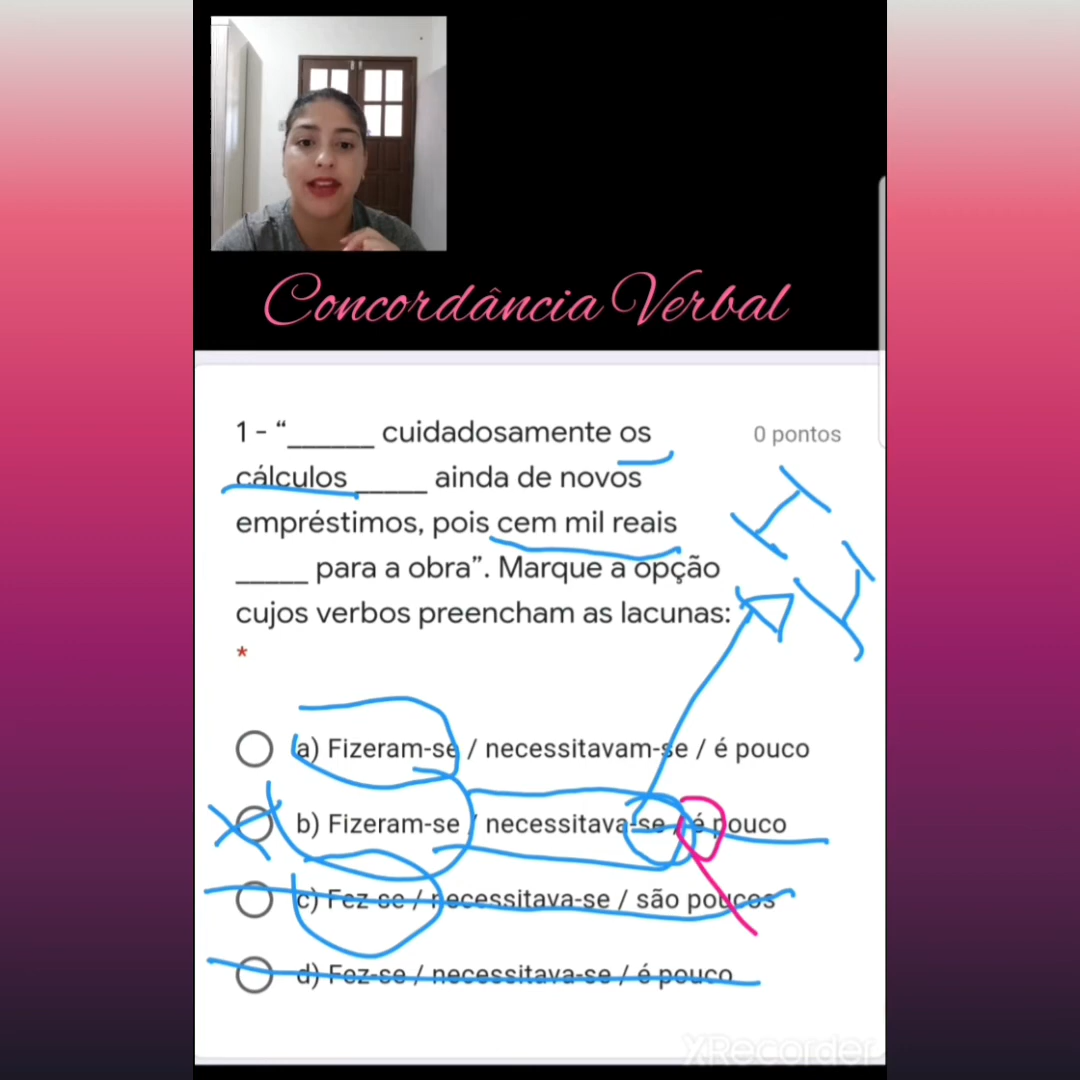 Concordância Verbal
1 - “______ cuidadosamente os
0 pontos
cálculos _____ ainda de novos
empréstimos, pois cem mil reais
_____ para a obra”. Marque a opção
cujos verbos preencham as lacunas:
*
a) Fizeram-se / necessitavam-se / é pouco
b) Fizeram-se / necessitava-se / é pouco
c) Fez-se / necessitava-se / são poucos
d) Fez-se / necessitava-se / é pouco
XRecorder